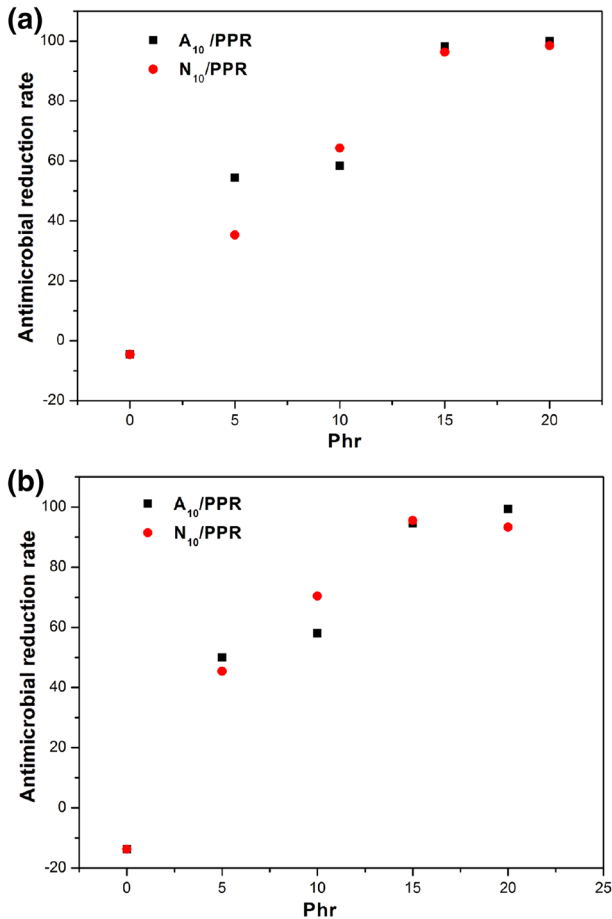 (a)
A10 /PPR
N10/PPR
100
80
60
40
20
0
-20
0 5 10 15 20
Phr
Antimicrobial reduction rate
(b)
A10/PPR
N10/PPR
100
80
60
40
20
0
-20
0 5 10 15 20 25
Phr
Antimicrobial reduction rate